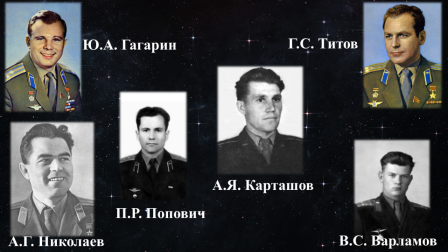 Ю.А. Гагарин
Г.С. Титов
А.Я. Карташов
П.Р. Попович
А.Г. Николаев
В.С. Варламов